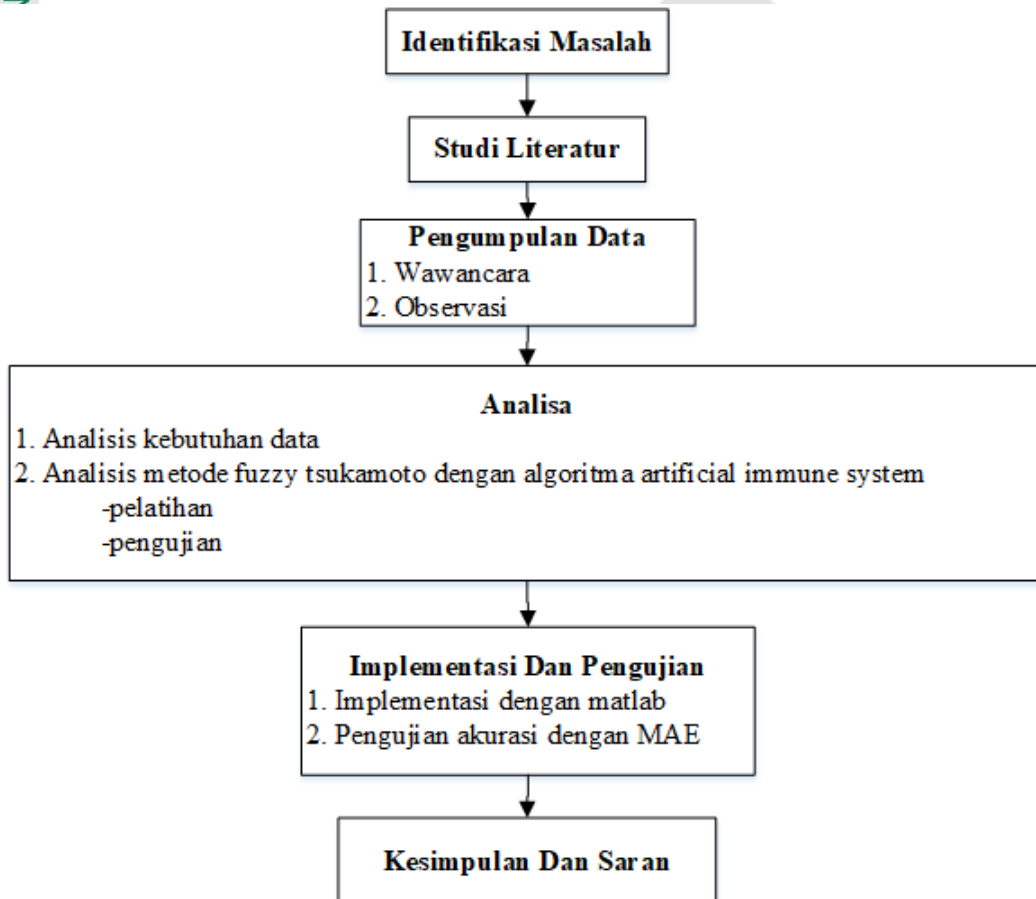 Identifikasi Masalah
Studi Literatur
Pengumpulan Data
1. Wawancara
2. Observasi
Analisa
1. Analisis kebutuhan data
2. Analisis metode fuzzy tsukamoto dengan algoritma artificial immune system
-pelatihan
-pengujian
Implementasi Dan Pengujian
1. Implementasi dengan matlab
2. Pengujian akurasi dengan MAE
Kesimpulan Dan Saran